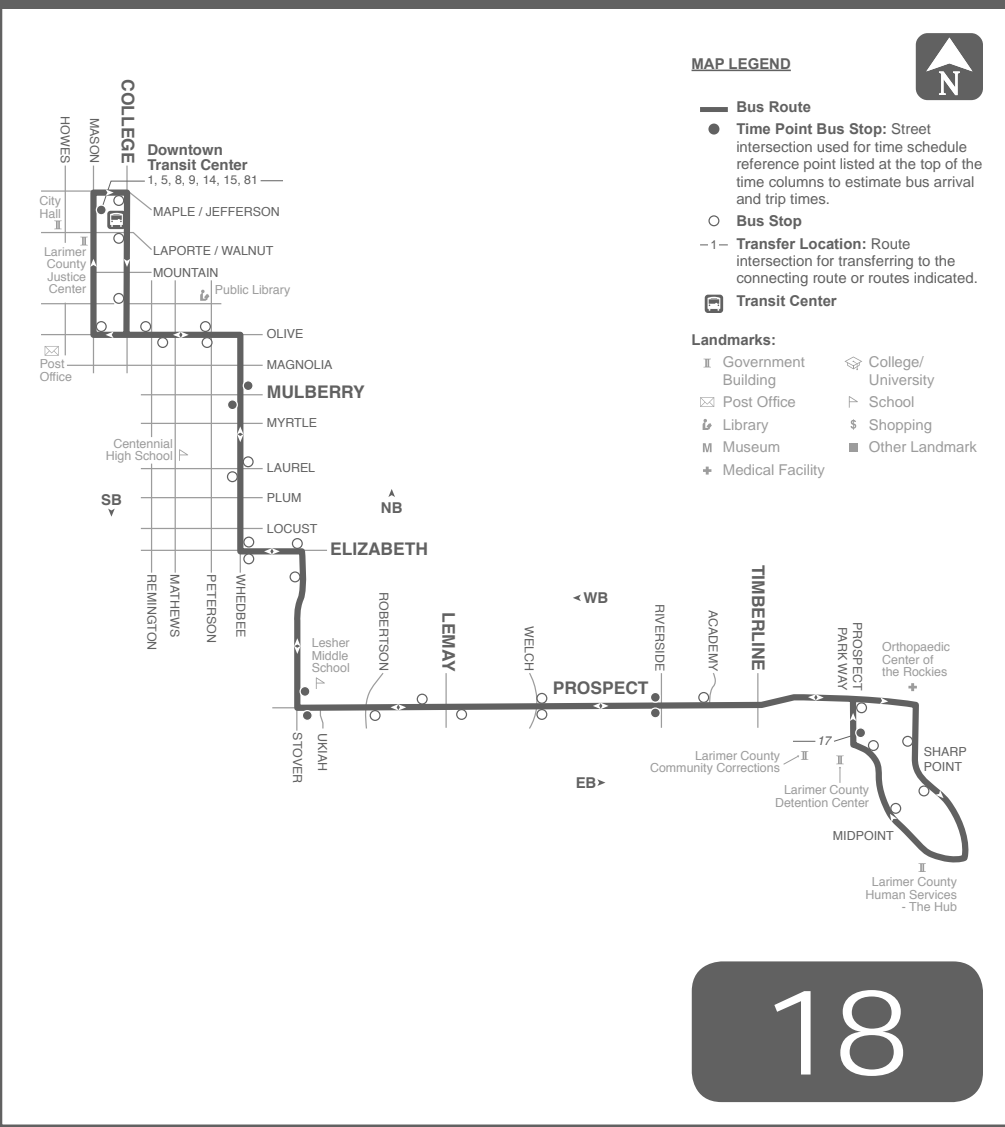 MAP LEGEND
N
Bus Route
Time Point Bus Stop: Street
intersection used for time schedule
reference point listed at the top of the
time columns to estimate bus arrival
and trip times.
Bus Stop
1
Transfer Location: Route
intersection for transferring to the
connecting route or routes indicated.
Transit Center
Landmarks:
Government
Building
Post Office
Library
M Museum
Medical Facility
College/
University
School
$ Shopping
Other Landmark
HOWES
MASON
COLLEGE
Downtown
Transit Center
1, 5, 8, 9, 14, 15, 81
City
Hall
MAPLE / JEFFERSON
Larimer
County
Justice
Center
LAPORTE / WALNUT
MOUNTAIN
Public Library
OLIVE
Post
Office
MAGNOLIA
MULBERRY
MYRTLE
Centennial
High School
LAUREL
PLUM
LOCUST
ELIZABETH
SB
NB
REMINGTON
MATHEWS
PETERSON
WHEDBEE
WB
Lesher
Middle
School
ROBERTSON
LEMAY
WELCH
PROSPECT
RIVERSIDE
ACADEMY
TIMBERLINE
PROSPECT
PARK WAY
Orthopaedic
Center of
the Rockies
STOVER
UKIAH
EB
17
Larimer County
Community Corrections
Larimer County
Detention Center
SHARP
POINT
MIDPOINT
Larimer County
Human Services
- The Hub
18